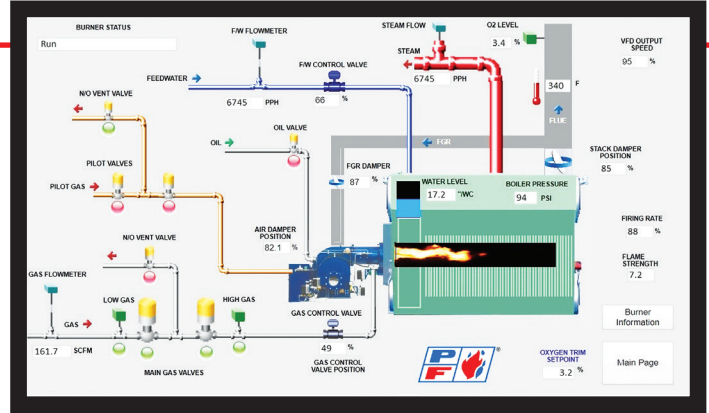 BURNER STATUS
Run
F/W FLOWMETER
STEAM FLOW
O2 LEVEL
3.4 %
VFD OUTPUT
SPEED
95 %
STEAM
6745 PPH
F/W CONTROL VALVE
FEEDWATER
6745 PPH
66 %
340 F
N/O VENT VALVE
FLUE
OIL VALVE
OIL
FGR
PILOT VALVES
STACK DAMPER
POSITION
85 %
FGR DAMPER
87 %
WATER LEVEL
17.2 "/WC
BOILER PRESSURE
94 PSI
PILOT GAS
AIR DAMPER
POSITION
82.1 %
FIRING RATE
88 %
N/O VENT VALVE
FLAME
STRENGTH
7.2
GAS FLOWMETER
LOW GAS
HIGH GAS
GAS CONTROL VALVE
GAS
Burner
Information
161.7 SCFM
49 %
MAIN GAS VALVES
GAS CONTROL
VALVE POSITION
P
F
®
OXYGEN TRIM
SETPOINT
3.2 %
Main Page